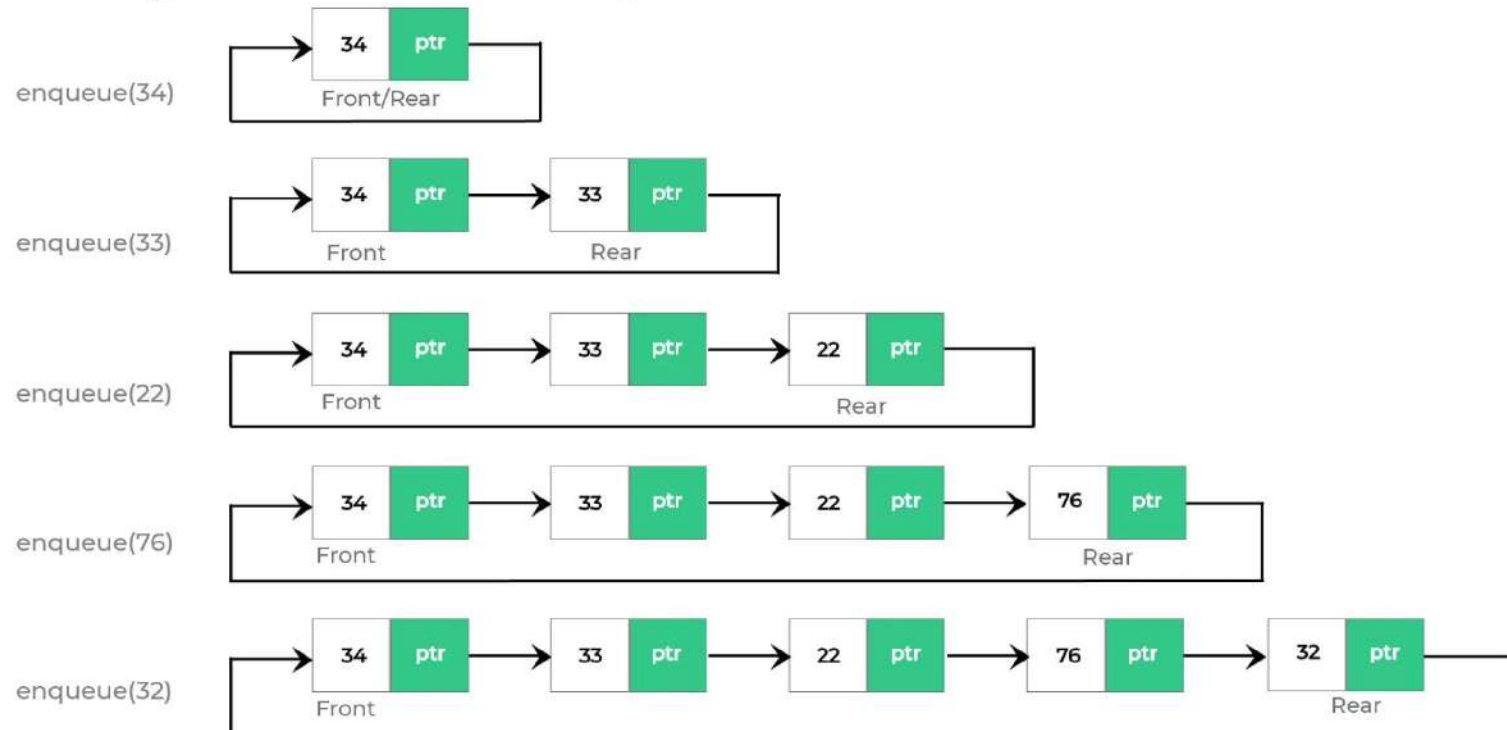 34 ptr
enqueue(34)
Front/Rear
34 ptr 33 ptr
enqueue(33)
Front Rear
34 ptr 33 ptr 22 ptr
enqueue(22)
Front Rear
34 ptr 33 ptr 22 ptr 76 ptr
enqueue(76)
Front Rear
34 ptr 33 ptr 22 ptr 76 ptr 32 ptr
enqueue(32)
Front Rear